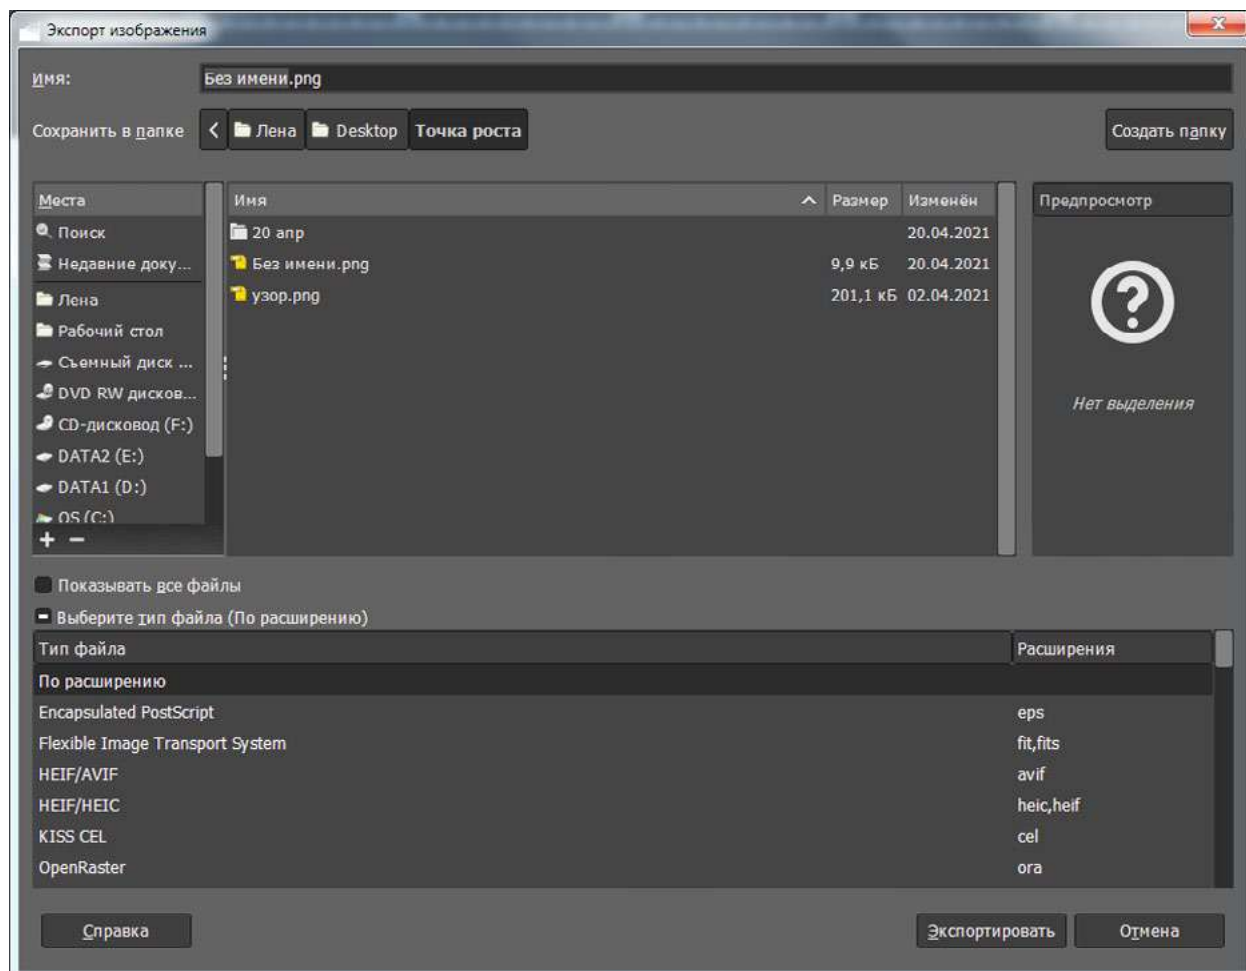 Экспорт изображения
Имя: Без имени.png
Сохранить в папке Лена Desktop Точка роста Создать папку
Места Имя Размер Изменён Предпросмотр
Поиск 20 апр 20.04.2021
Недавние доку... Без имени.png 9,9 кБ 20.04.2021
Лена узор.png 201,1 кБ 02.04.2021
Рабочий стол
Съемный диск ...
DVD RW дисков...
Нет выделения
CD-дисковод (F:)
DATA2 (E:)
DATA1 (D:)
OS (C:)
Показывать все файлы
Выберите тип файла (По расширению)
Тип файла Расширения
По расширению
Encapsulated PostScript eps
Flexible Image Transport System fit,fits
HEIF/AVIF avif
HEIF/HEIC heic,heif
KISS CEL cel
OpenRaster ora
Справка Экспортировать Отмена